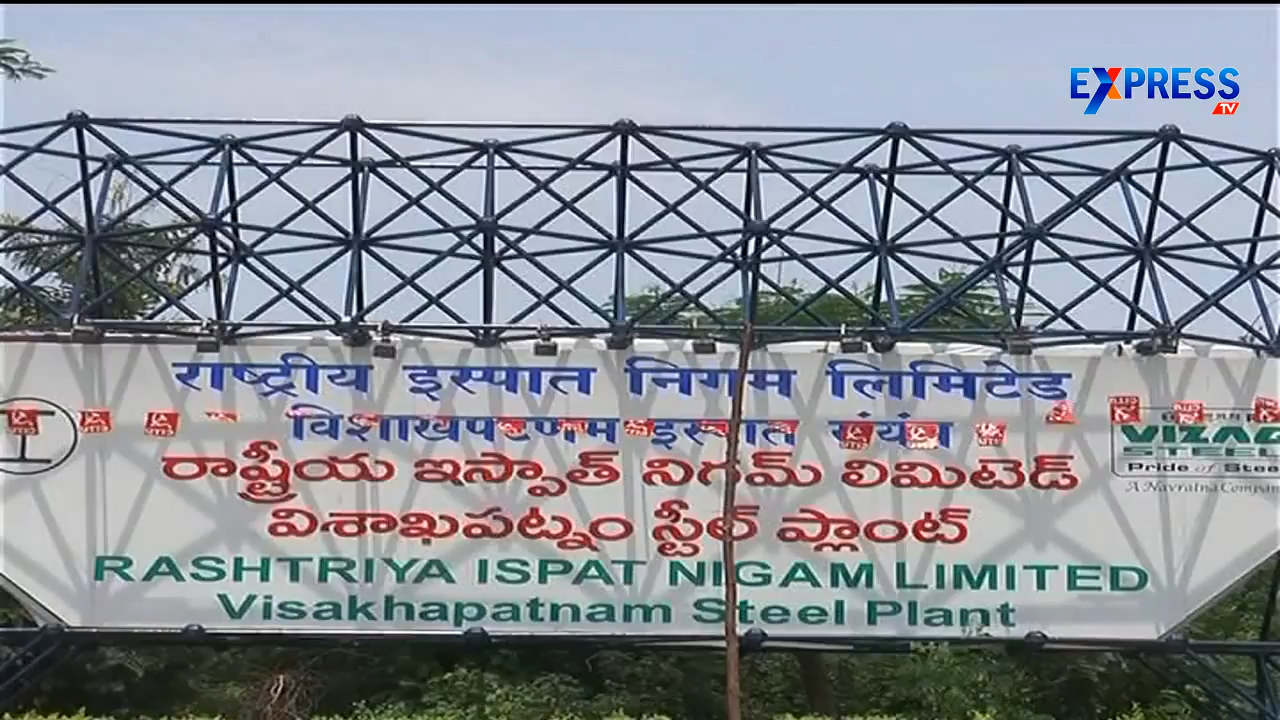 EXPRESS
TV
राष्ट्रीय इस्पात निगम लिमिटेड
विशाखपट्टणम इस्पात संयंत्र
రాష్ట్రీయ ఇస్పాత్ నిగమ్ లిమిటెడ్
విశాఖపట్నం స్టీల్ ప్లాంట్
RASHTRIYA ISPAT NIGAM LIMITED
Visakhapatnam Steel Plant
VIZAG
STEEL
Pride of Steel
A Navratna Company